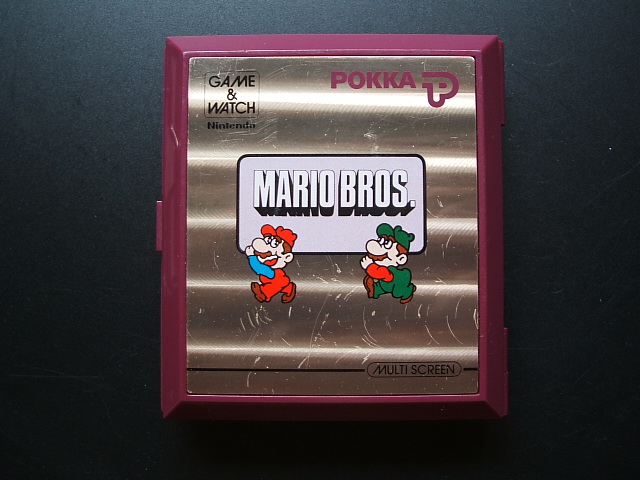 GAME
&
WATCH
Nintendo
POKKA
MARIO BROS.
MULTI SCREEN